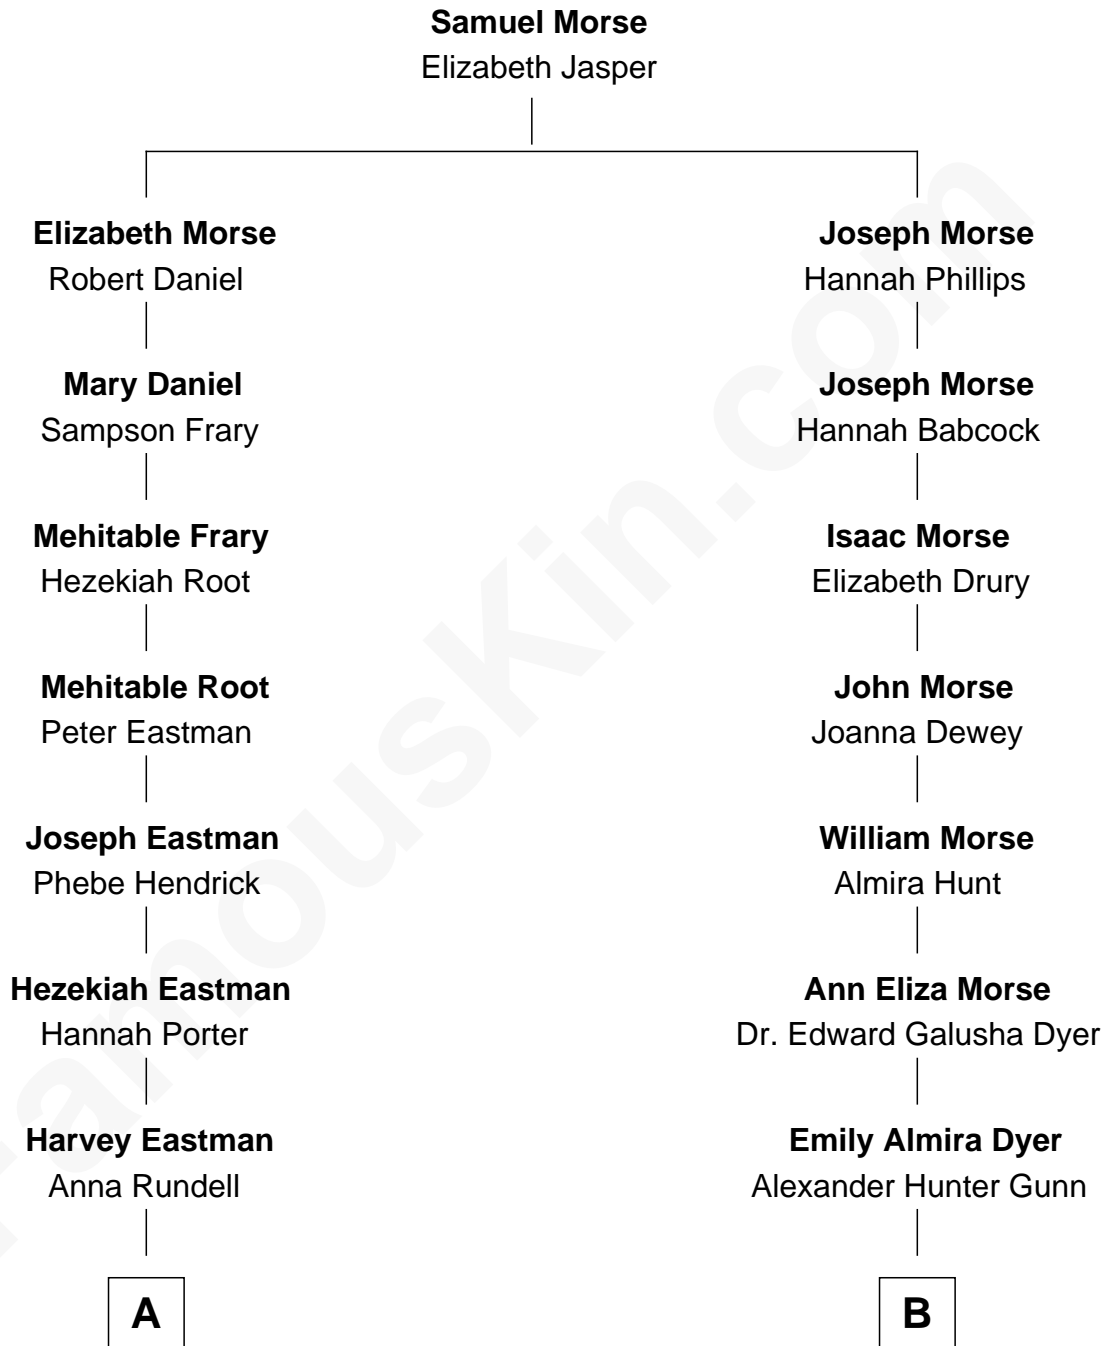 Samuel Morse
Elizabeth Jasper
Elizabeth Morse
Robert Daniel
Joseph Morse
Hannah Phillips
Mary Daniel
Sampson Frary
Joseph Morse
Hannah Babcock
Mehitable Frary
Hezekiah Root
Isaac Morse
Elizabeth Drury
Mehitable Root
Peter Eastman
John Morse
Joanna Dewey
Joseph Eastman
Phebe Hendrick
William Morse
Almira Hunt
Hezekiah Eastman
Hannah Porter
Ann Eliza Morse
Dr. Edward Galusha Dyer
Harvey Eastman
Anna Rundell
Emily Almira Dyer
Alexander Hunter Gunn
A
B
FamousKin.com